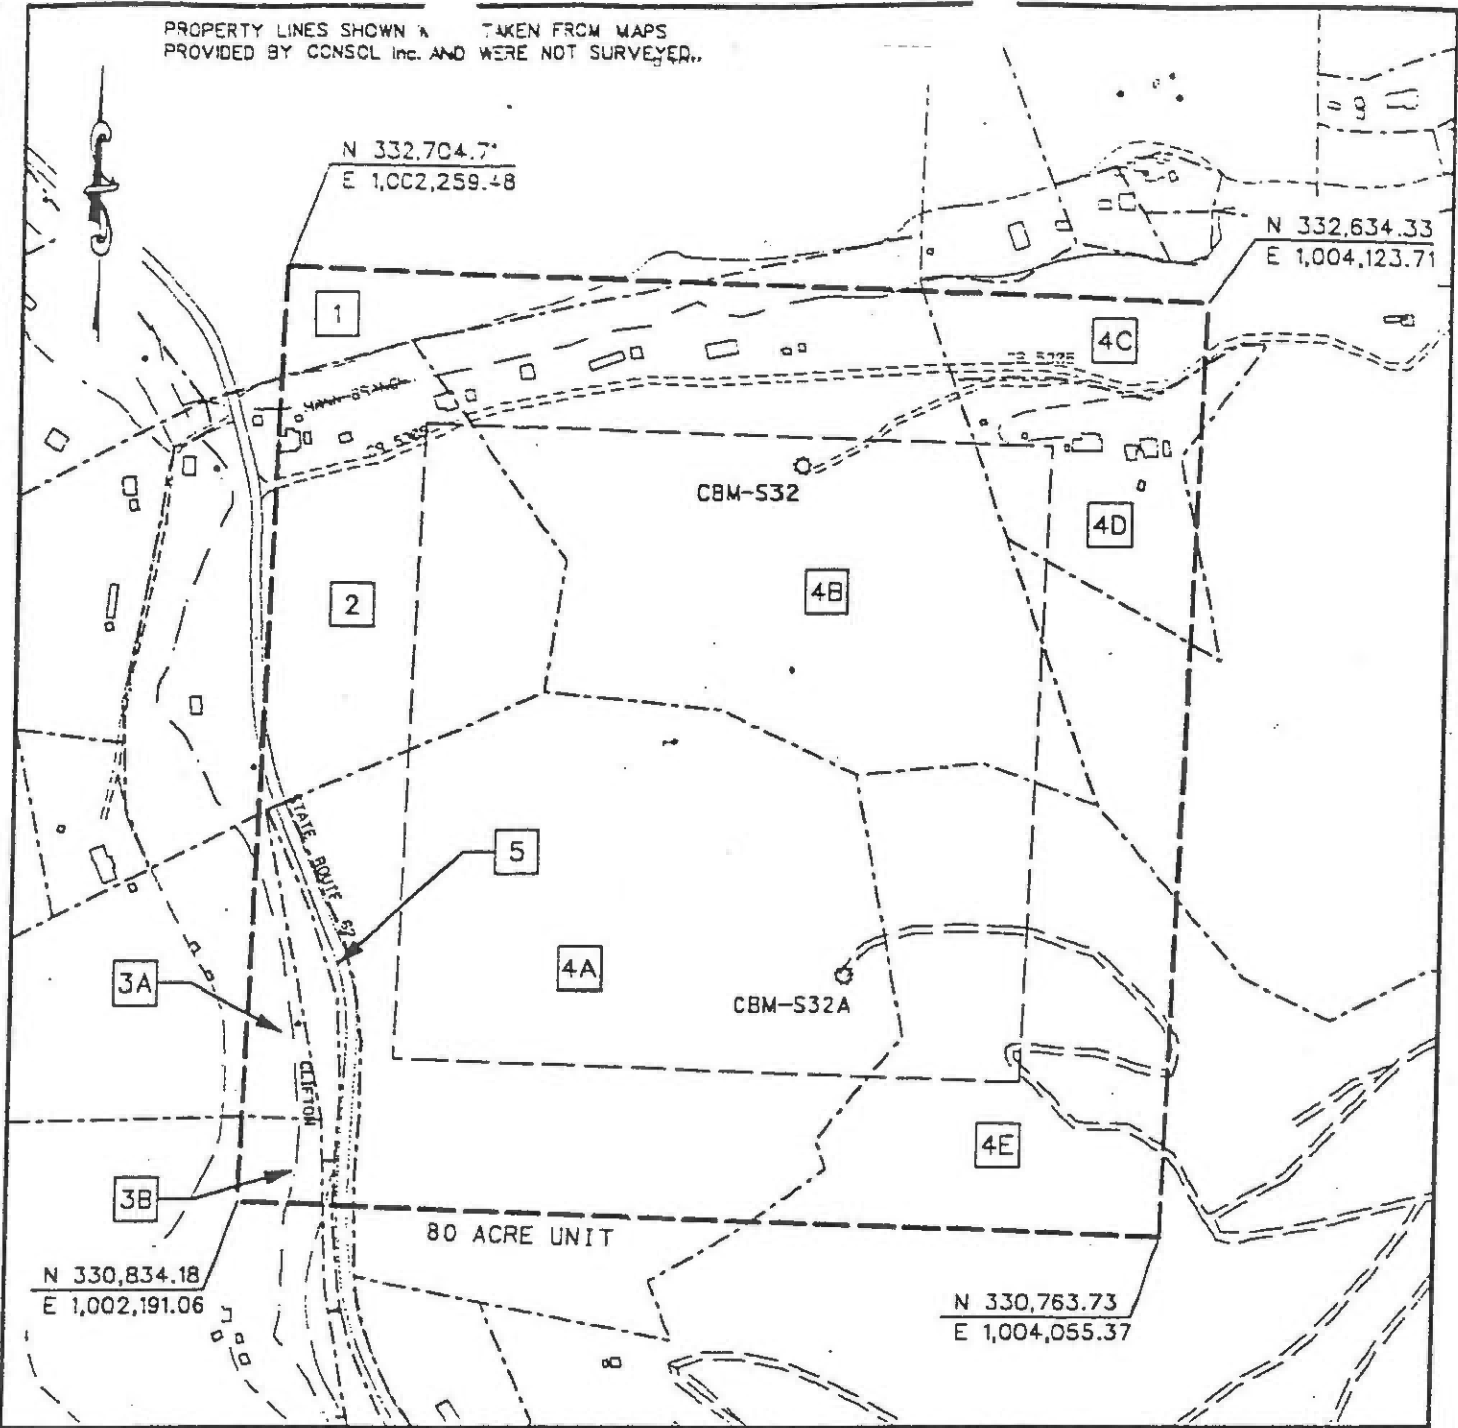 PROPERTY LINES SHOWN TAKEN FROM MAPS
PROVIDED BY CONSOL Inc. AND WERE NOT SURVEYED.
N 332,704.7
E 1,002,259.48
N 332,634.33
E 1,004,123.71
1
4C
CBM-S32
4D
2
4B
5
STATE ROUTE
3A
4A
CBM-S32A
CLIFTON
4E
3B
80 ACRE UNIT
N 330,834.18
E 1,002,191.06
N 330,763.73
E 1,004,055.37